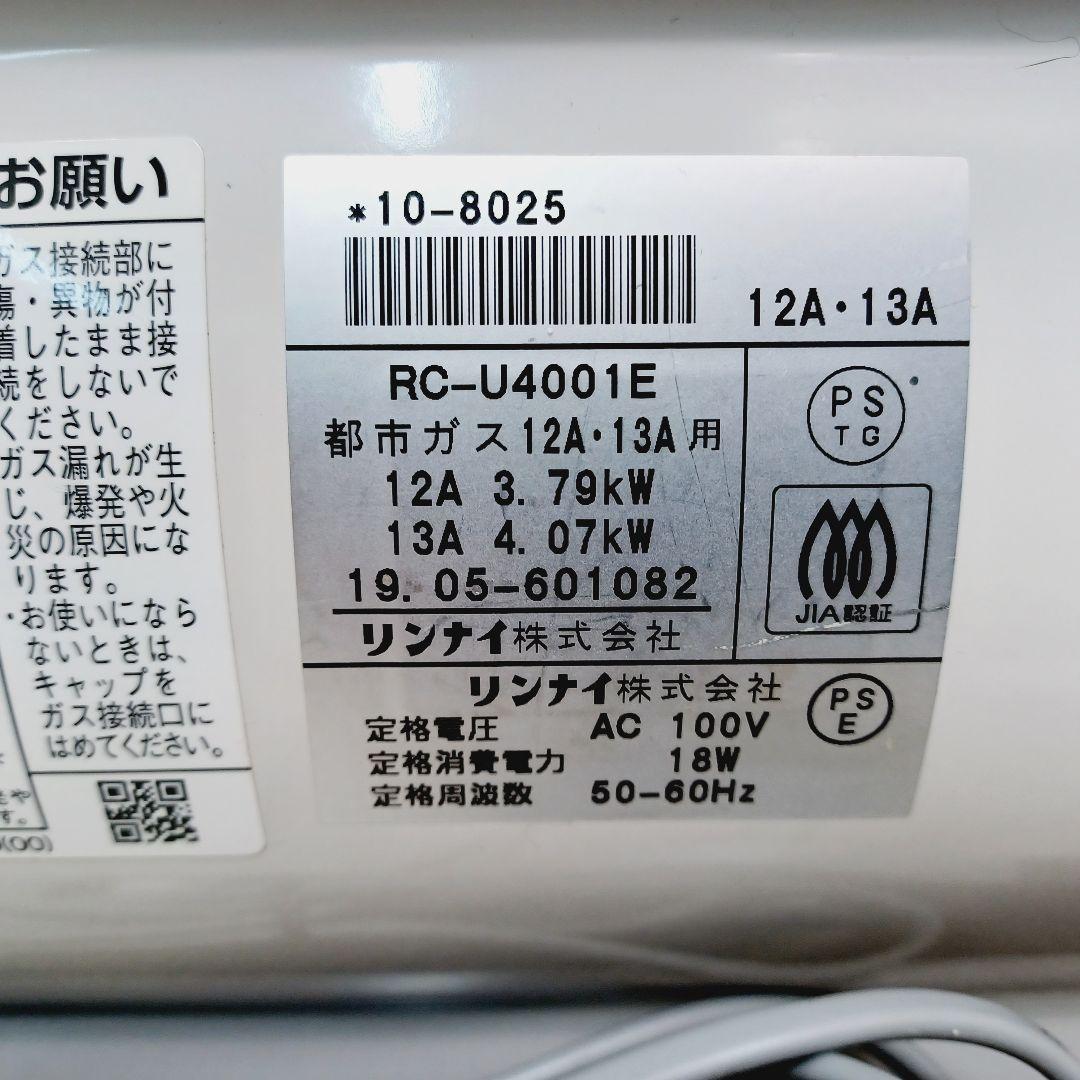 お願い
ガス接続部に
傷・異物が付
着したまま接
続をしないで
ください。
ガス漏れが生
じ、爆発や火
災の原因にな
ります。
・お使いになら
ないときは、
キャップを
ガス接続口に
はめてください。
(00)
*10-8025
12A・13A
RC-U4001E
都市ガス12A・13A用
12A 3.79kW
13A 4.07kW
19.05-601082
リンナイ株式会社
PS
TG
JIA認証
リンナイ株式会社
定格電圧 AC 100V
定格消費電力 18W
定格周波数 50-60Hz
PS
E